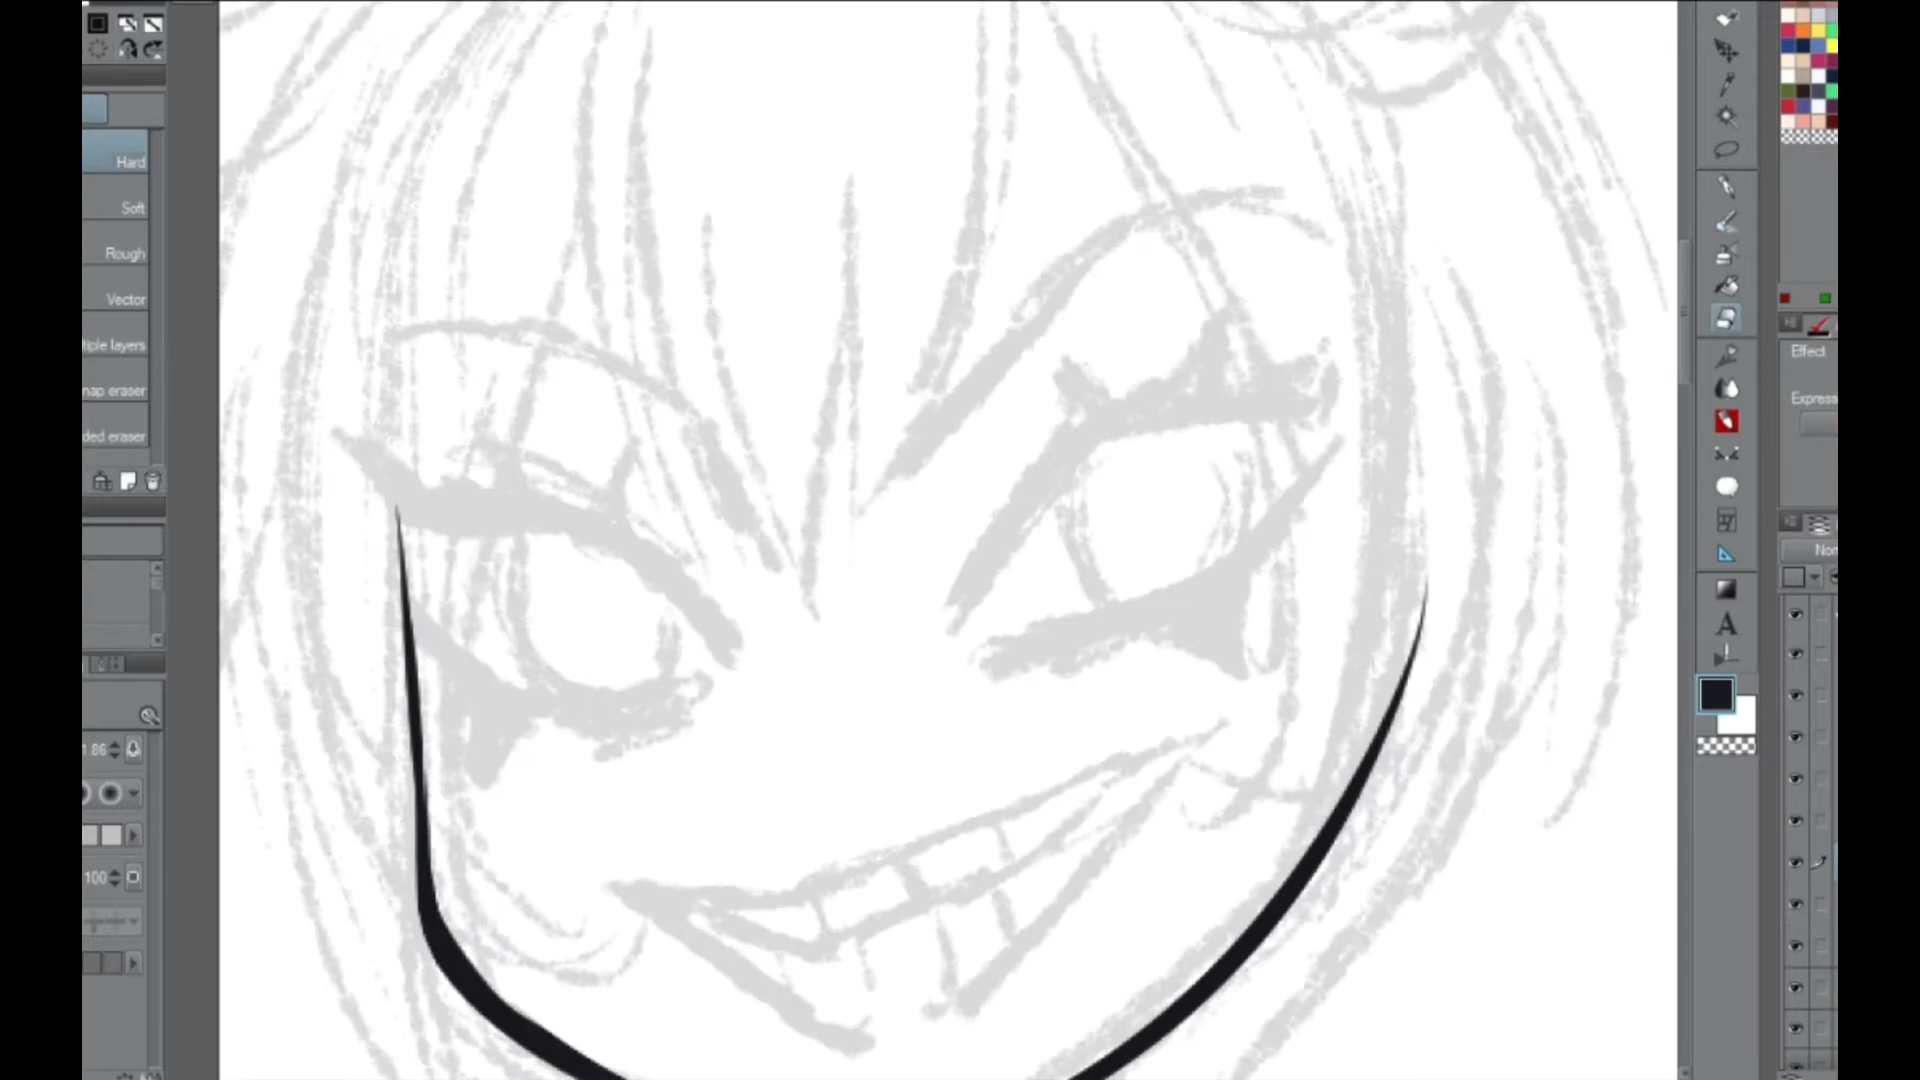 Hard
Soft
Rough
Vector
tiple layers
nap eraser
ded eraser
1.86
100
Effect
Express
Nor
A